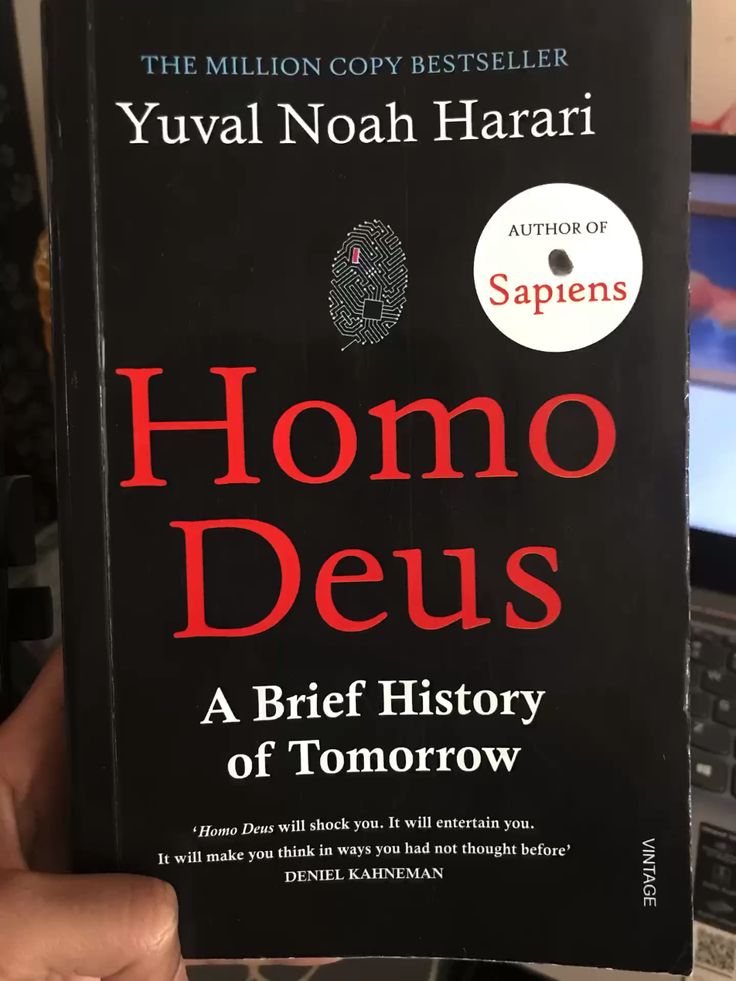 THE MILLION COPY BESTSELLER
Yuval Noah Harari
AUTHOR OF
Sapiens
Homo
Deus
A Brief History
of Tomorrow
‘Homo Deus will shock you. It will entertain you.
It will make you think in ways you had not thought before’
DENIEL KAHNEMAN
VINTAGE